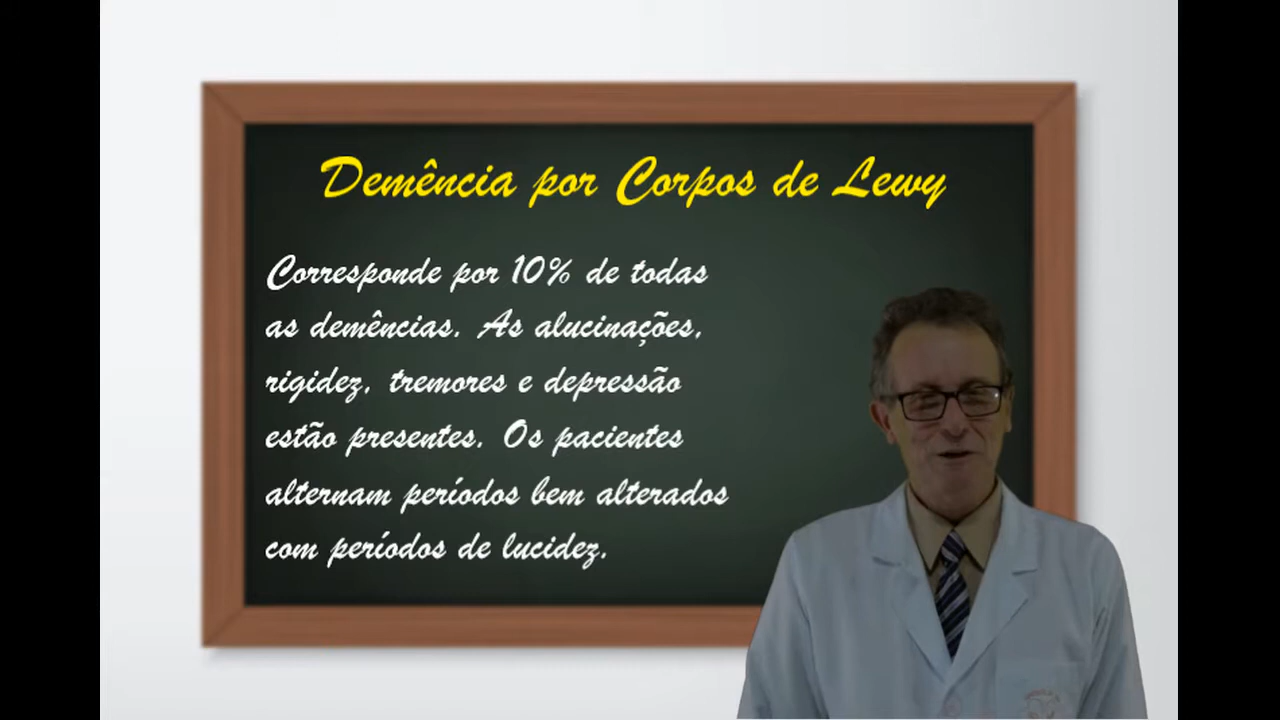 Demência por Corpos de Lewy
Corresponde por 10% de todas
as demências. As alucinações,
rigidez, tremores e depressão
estão presentes. Os pacientes
alternam períodos bem alterados
com períodos de lucidez.